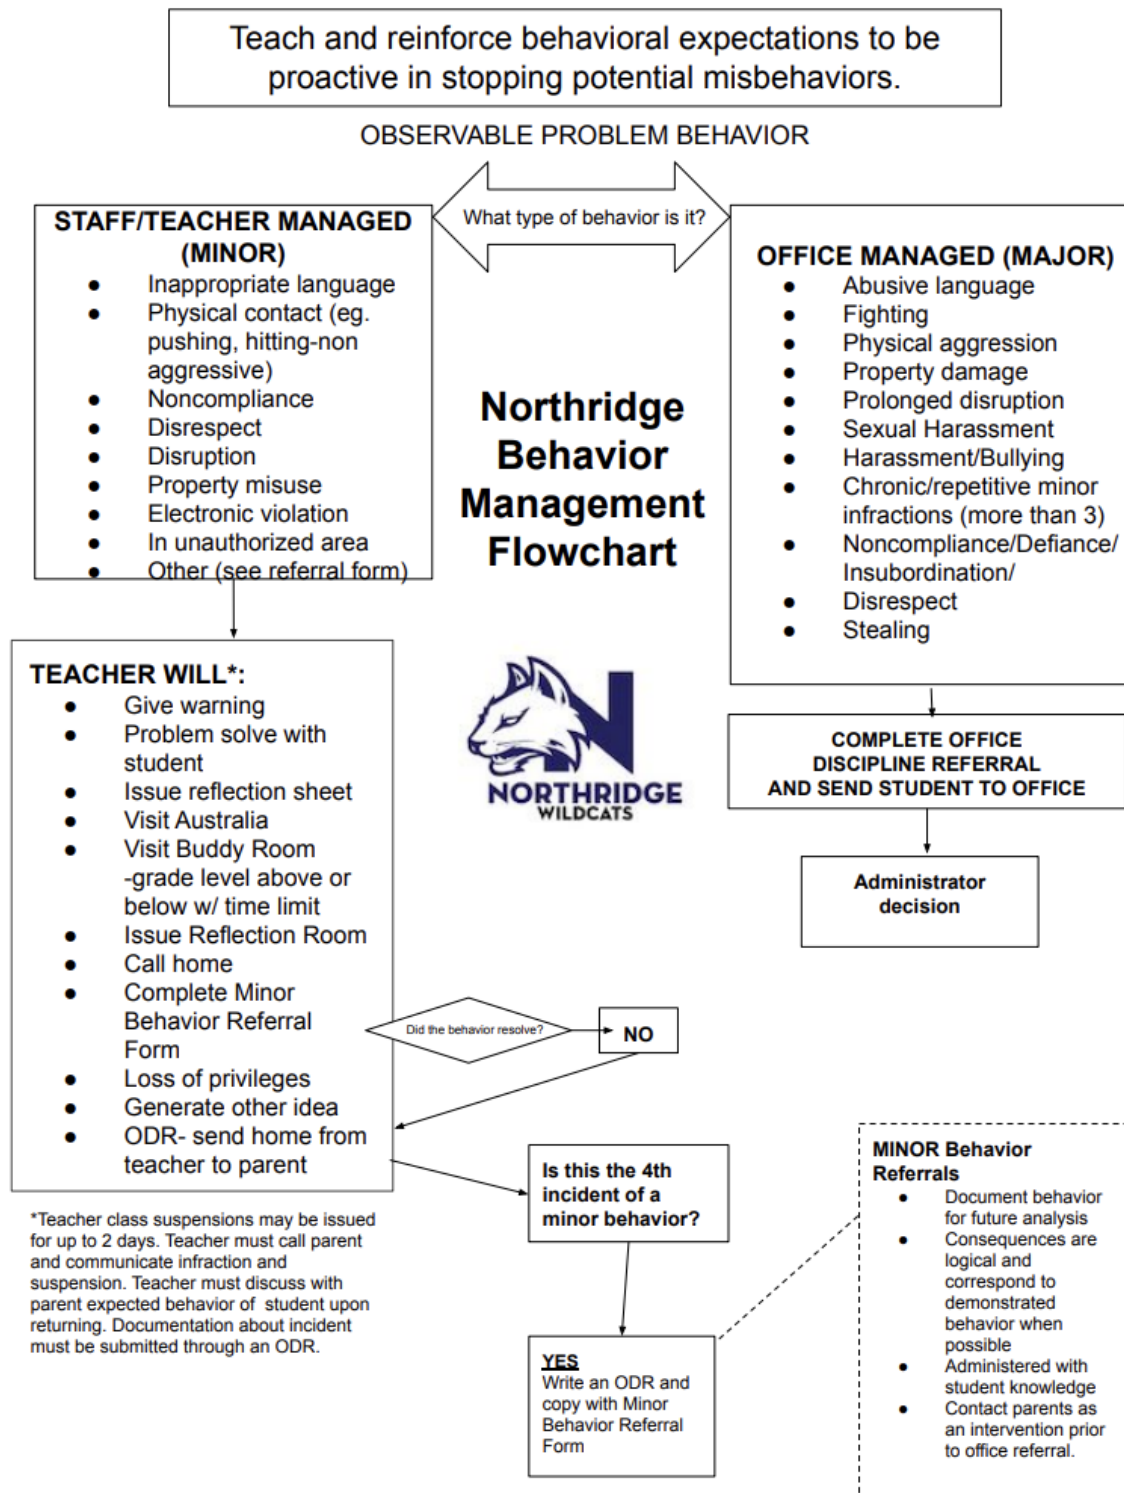 Teach and reinforce behavioral expectations to be
proactive in stopping potential misbehaviors.
OBSERVABLE PROBLEM BEHAVIOR
What type of behavior is it?
STAFF/TEACHER MANAGED
(MINOR)
● Inappropriate language
● Physical contact (eg.
pushing, hitting-non
aggressive)
● Noncompliance
● Disrespect
● Disruption
● Property misuse
● Electronic violation
● In unauthorized area
● Other (see referral form)
OFFICE MANAGED (MAJOR)
● Abusive language
● Fighting
● Physical aggression
● Property damage
● Prolonged disruption
● Sexual Harassment
● Harassment/Bullying
● Chronic/repetitive minor
infractions (more than 3)
● Noncompliance/Defiance/
Insubordination/
● Disrespect
● Stealing
Northridge
Behavior
Management
Flowchart
NORTHRIDGE
WILDCATS
TEACHER WILL*:
● Give warning
● Problem solve with
student
● Issue reflection sheet
● Visit Australia
● Visit Buddy Room
-grade level above or
below w/ time limit
● Issue Reflection Room
● Call home
● Complete Minor
Behavior Referral
Form
● Loss of privileges
● Generate other idea
● ODR- send home from
teacher to parent
COMPLETE OFFICE
DISCIPLINE REFERRAL
AND SEND STUDENT TO OFFICE
Administrator
decision
Did the behavior resolve?
NO
Is this the 4th
incident of a
minor behavior?
YES
Write an ODR and
copy with Minor
Behavior Referral
Form
MINOR Behavior
Referrals
● Document behavior
for future analysis
● Consequences are
logical and
correspond to
demonstrated
behavior when
possible
● Administered with
student knowledge
● Contact parents as
an intervention prior
to office referral.
*Teacher class suspensions may be issued
for up to 2 days. Teacher must call parent
and communicate infraction and
suspension. Teacher must discuss with
parent expected behavior of student upon
returning. Documentation about incident
must be submitted through an ODR.